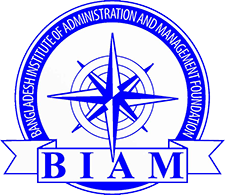 BANGLADESH INSTITUTE OF ADMINISTRATION AND MANAGEMENT FOUNDATION
BIAM